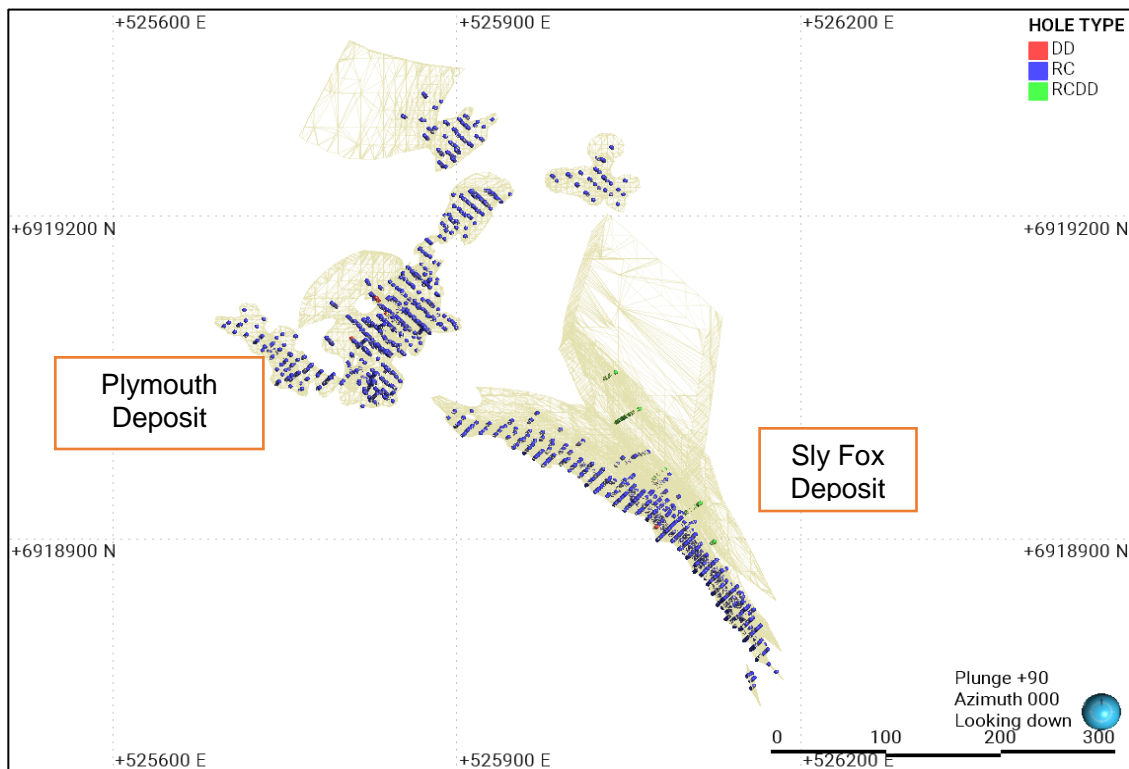 +525600 E
+525900 E
+526200 E
HOLE TYPE
DD
RC
RCDD
+6919200 N
+6919200 N
Plymouth
Deposit
Sly Fox
Deposit
+6918900 N
+6918900 N
Plunge +90
Azimuth 000
Looking down
0 100 200 300
+525600 E
+525900 E
+526200 E